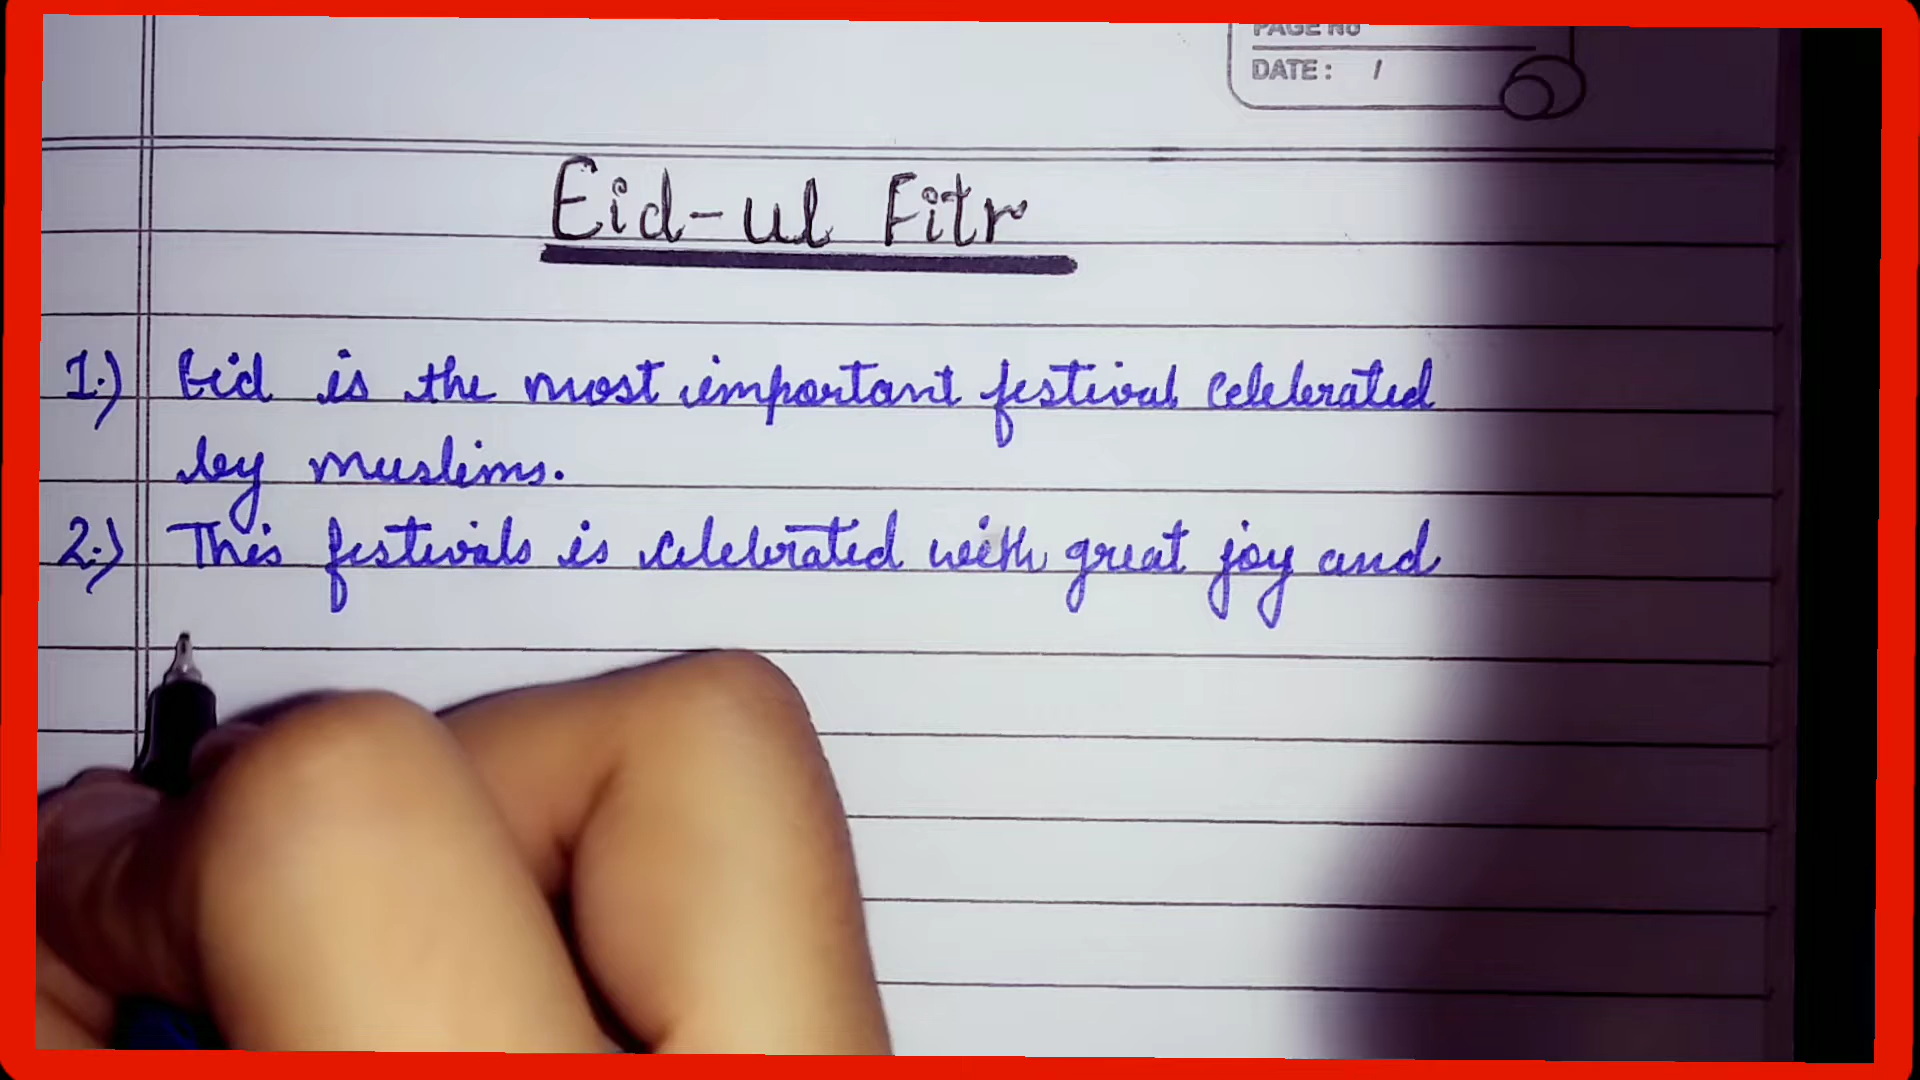 PAGE No
DATE: /
Eid-ul Fitr
1.) Eid is the most important festival celebrated
by muslims.
2.) This festivals is celebrated with great joy and